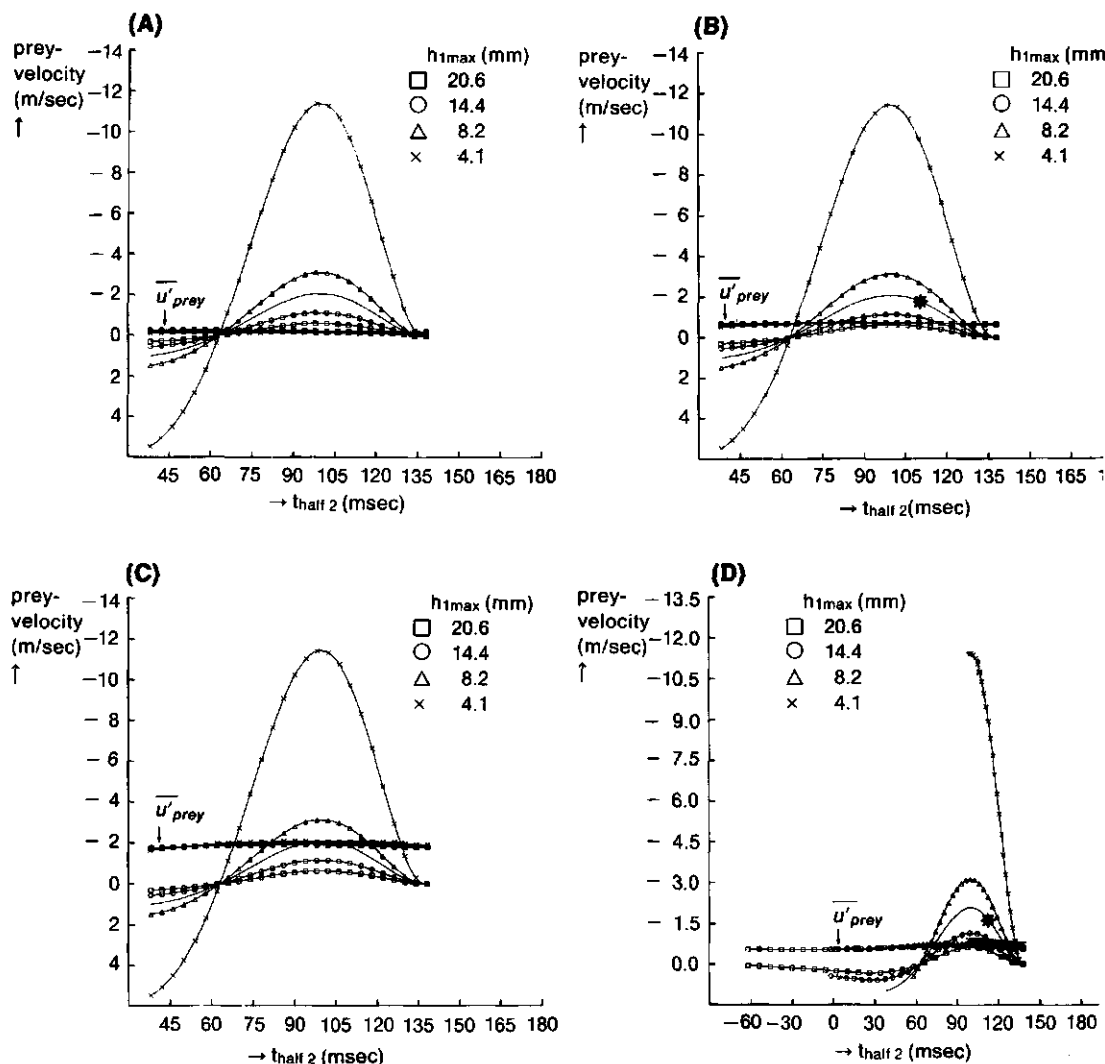 (A)
prey-
velocity
(m/sec)
↑
−14
−12
−10
− 8
− 6
− 4
− 2
0
2
4
h1max (mm)
□ 20.6
○ 14.4
△ 8.2
× 4.1
u'prey
45 60 75 90 105 120 135 150 165 180
→ thalf 2 (msec)
(B)
prey-
velocity
(m/sec)
↑
−14
−12
−10
− 8
− 6
− 4
− 2
0
2
4
h1max (mm
□ 20.6
○ 14.4
△ 8.2
× 4.1
u'prey
45 60 75 90 105 120 135 150 165
→ thalf 2(msec)
(C)
prey-
velocity
(m/sec)
↑
−14
−12
−10
− 8
− 6
− 4
− 2
0
2
4
h1max (mm)
□ 20.6
○ 14.4
△ 8.2
× 4.1
u'prey
45 60 75 90 105 120 135 150 165 180
→ thalf 2 (msec)
(D)
prey-
velocity
(m/sec)
↑
−13.5
−12.0
−10.5
−9.0
−7.5
−6.0
−4.5
−3.0
−1.5
0.0
h1max (mm)
□ 20.6
○ 14.4
△ 8.2
× 4.1
u'prey
−60 −30 0 30 60 90 120 150 180
→ thalf 2 (msec)